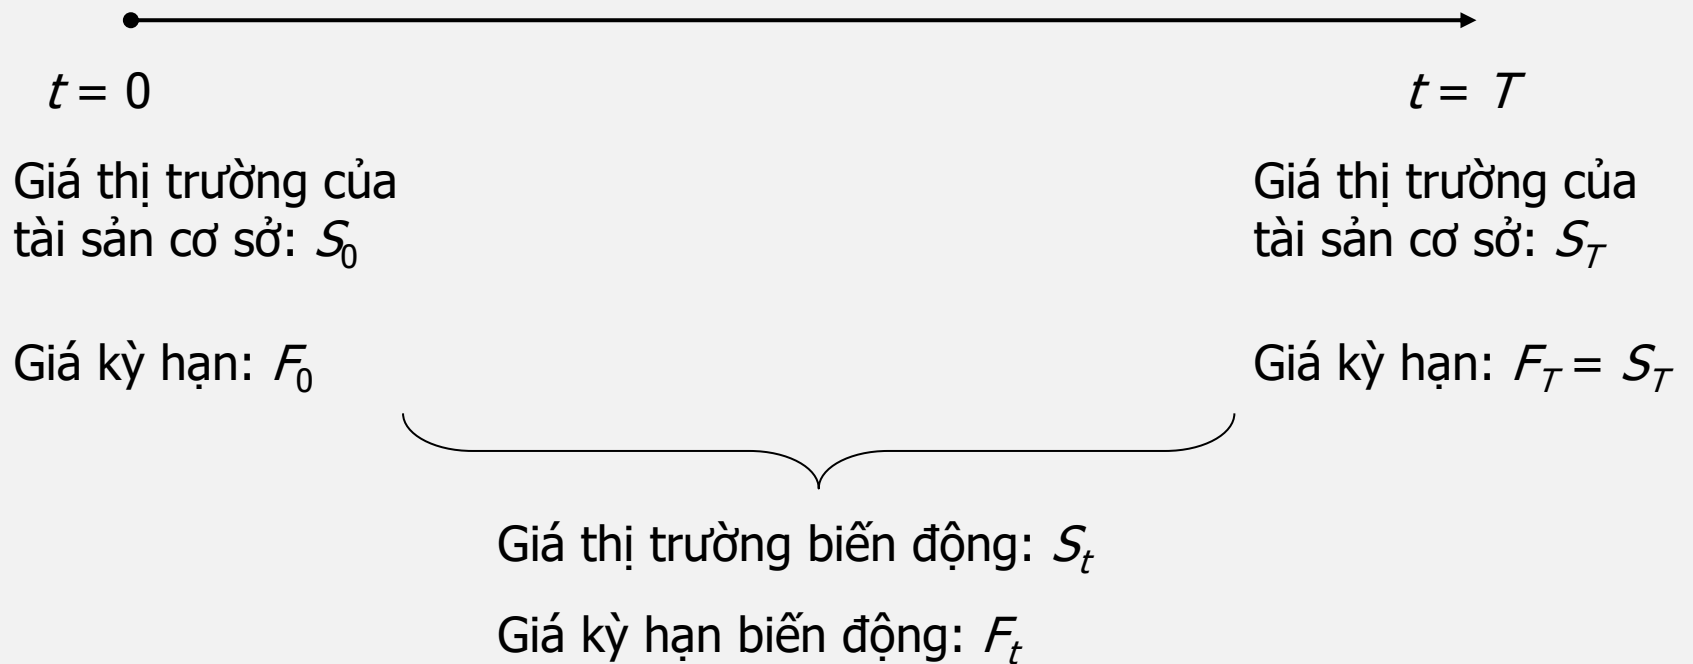 t = 0
t = T
Giá thị trường của
tài sản cơ sở: S0
Giá thị trường của
tài sản cơ sở: ST
Giá kỳ hạn: F0
Giá kỳ hạn: FT = ST
Giá thị trường biến động: St
Giá kỳ hạn biến động: Ft